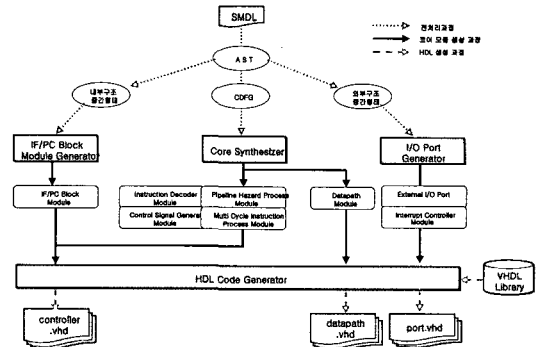 SMDL
전처리과정
코어 모듈 생성 과정
HDL 생성 과정
AST
내부구조
중간형태
CDFG
외부구조
중간형태
IF/PC Block
Module Generator
Core Synthesizer
I/O Port
Generator
IF/PC Block
Module
Instruction Decoder
Module
Control Signal General
Module
Pipeline Hazard Process
Module
Multi Cycle Instruction
Process Module
Datapath
Module
External I/O Port
Interrupt Controller
Module
HDL Code Generator
VHDL
Library
controller
.vhd
datapath
.vhd
port.vhd